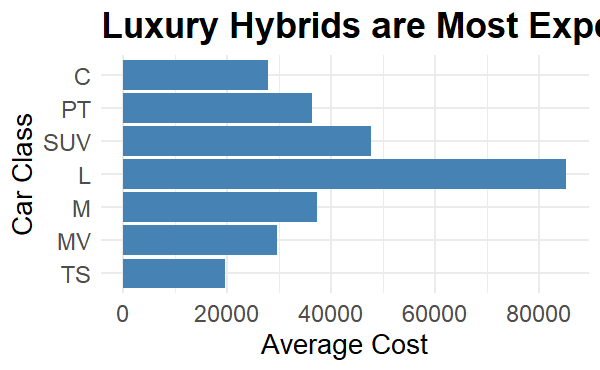 Luxury Hybrids are Most Expe
C
PT
SUV
L
M
MV
TS
Car Class
0 20000 40000 60000 80000
Average Cost